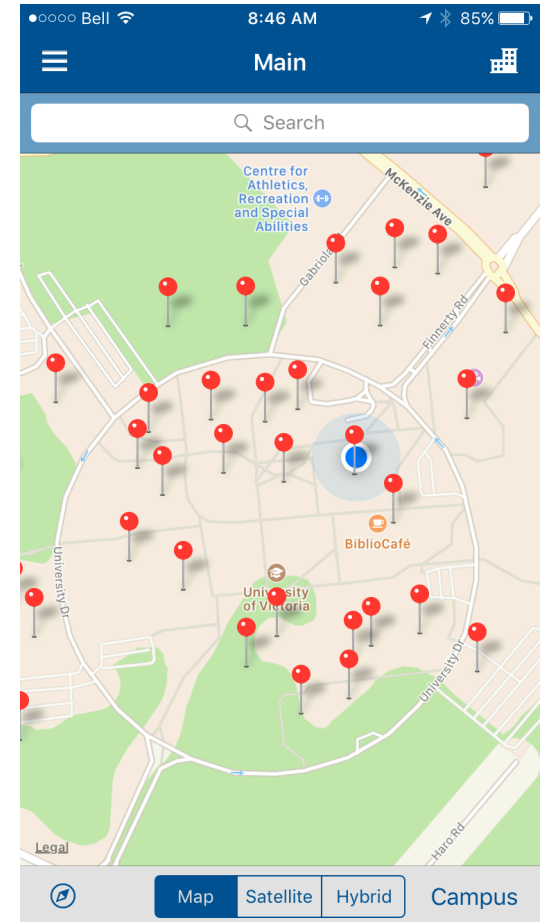 Bell 8:46 AM 85%
Main
Search
Centre for
Athletics,
Recreation
and Special
Abilities
McKenzie Ave
Gabriola
Finnerty Rd
BiblioCafé
University Dr
University
of Victoria
University Dr
Haro Rd
Legal
Map Satellite Hybrid Campus